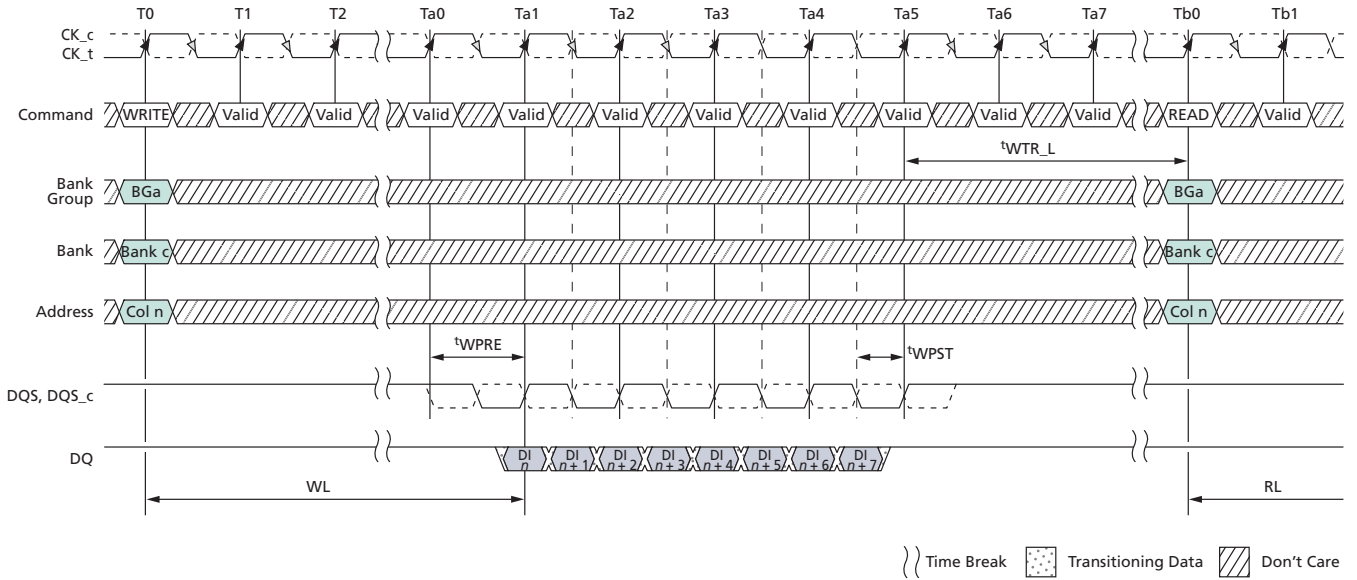 T0 T1 T2 Ta0 Ta1 Ta2 Ta3 Ta4 Ta5 Ta6 Ta7 Tb0 Tb1
CK_c
CK_t
Command WRITE Valid Valid Valid Valid Valid Valid Valid Valid Valid Valid READ Valid
tWTR_L
Bank
Group BGa BGa
Bank Bank c Bank c
Address Col n Col n
tWPRE tWPST
DQS, DQS_c
DQ DI n DI n + 1 DI n + 2 DI n + 3 DI n + 4 DI n + 5 DI n + 6 DI n + 7
WL RL
Time Break Transitioning Data Don't Care